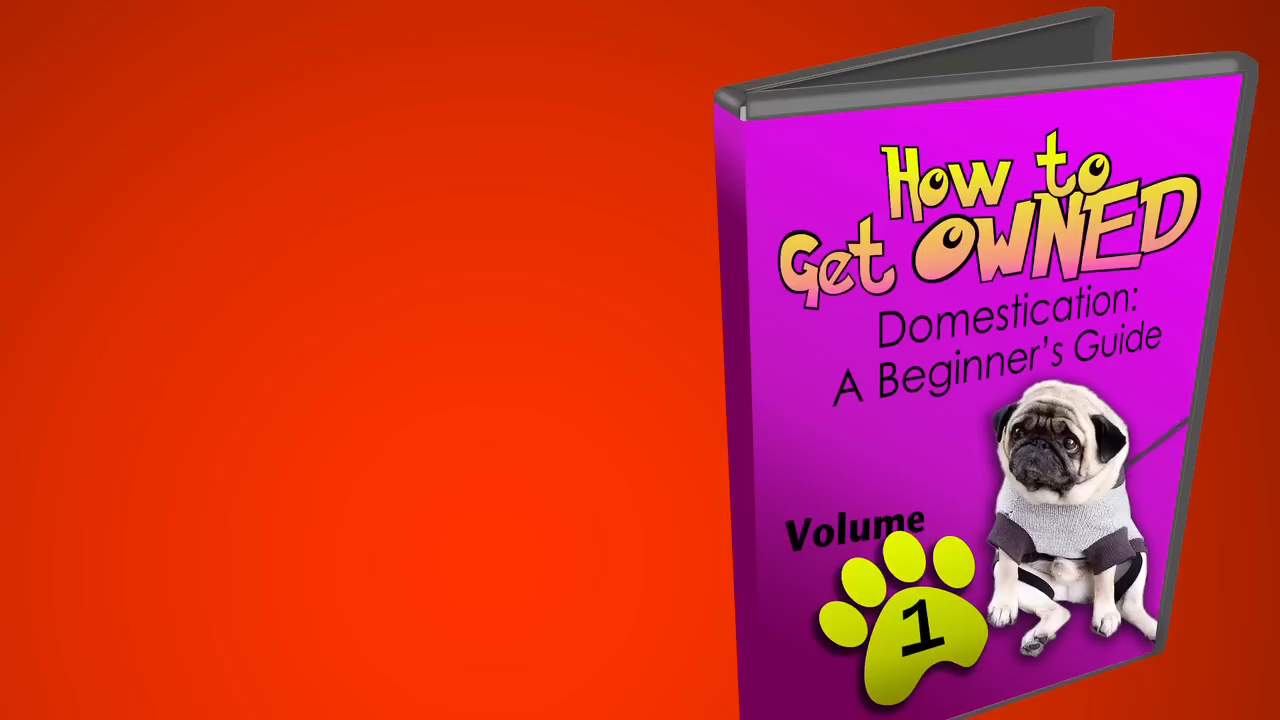 How to
Get OWNED
Domestication:
A Beginner's Guide
Volume
1